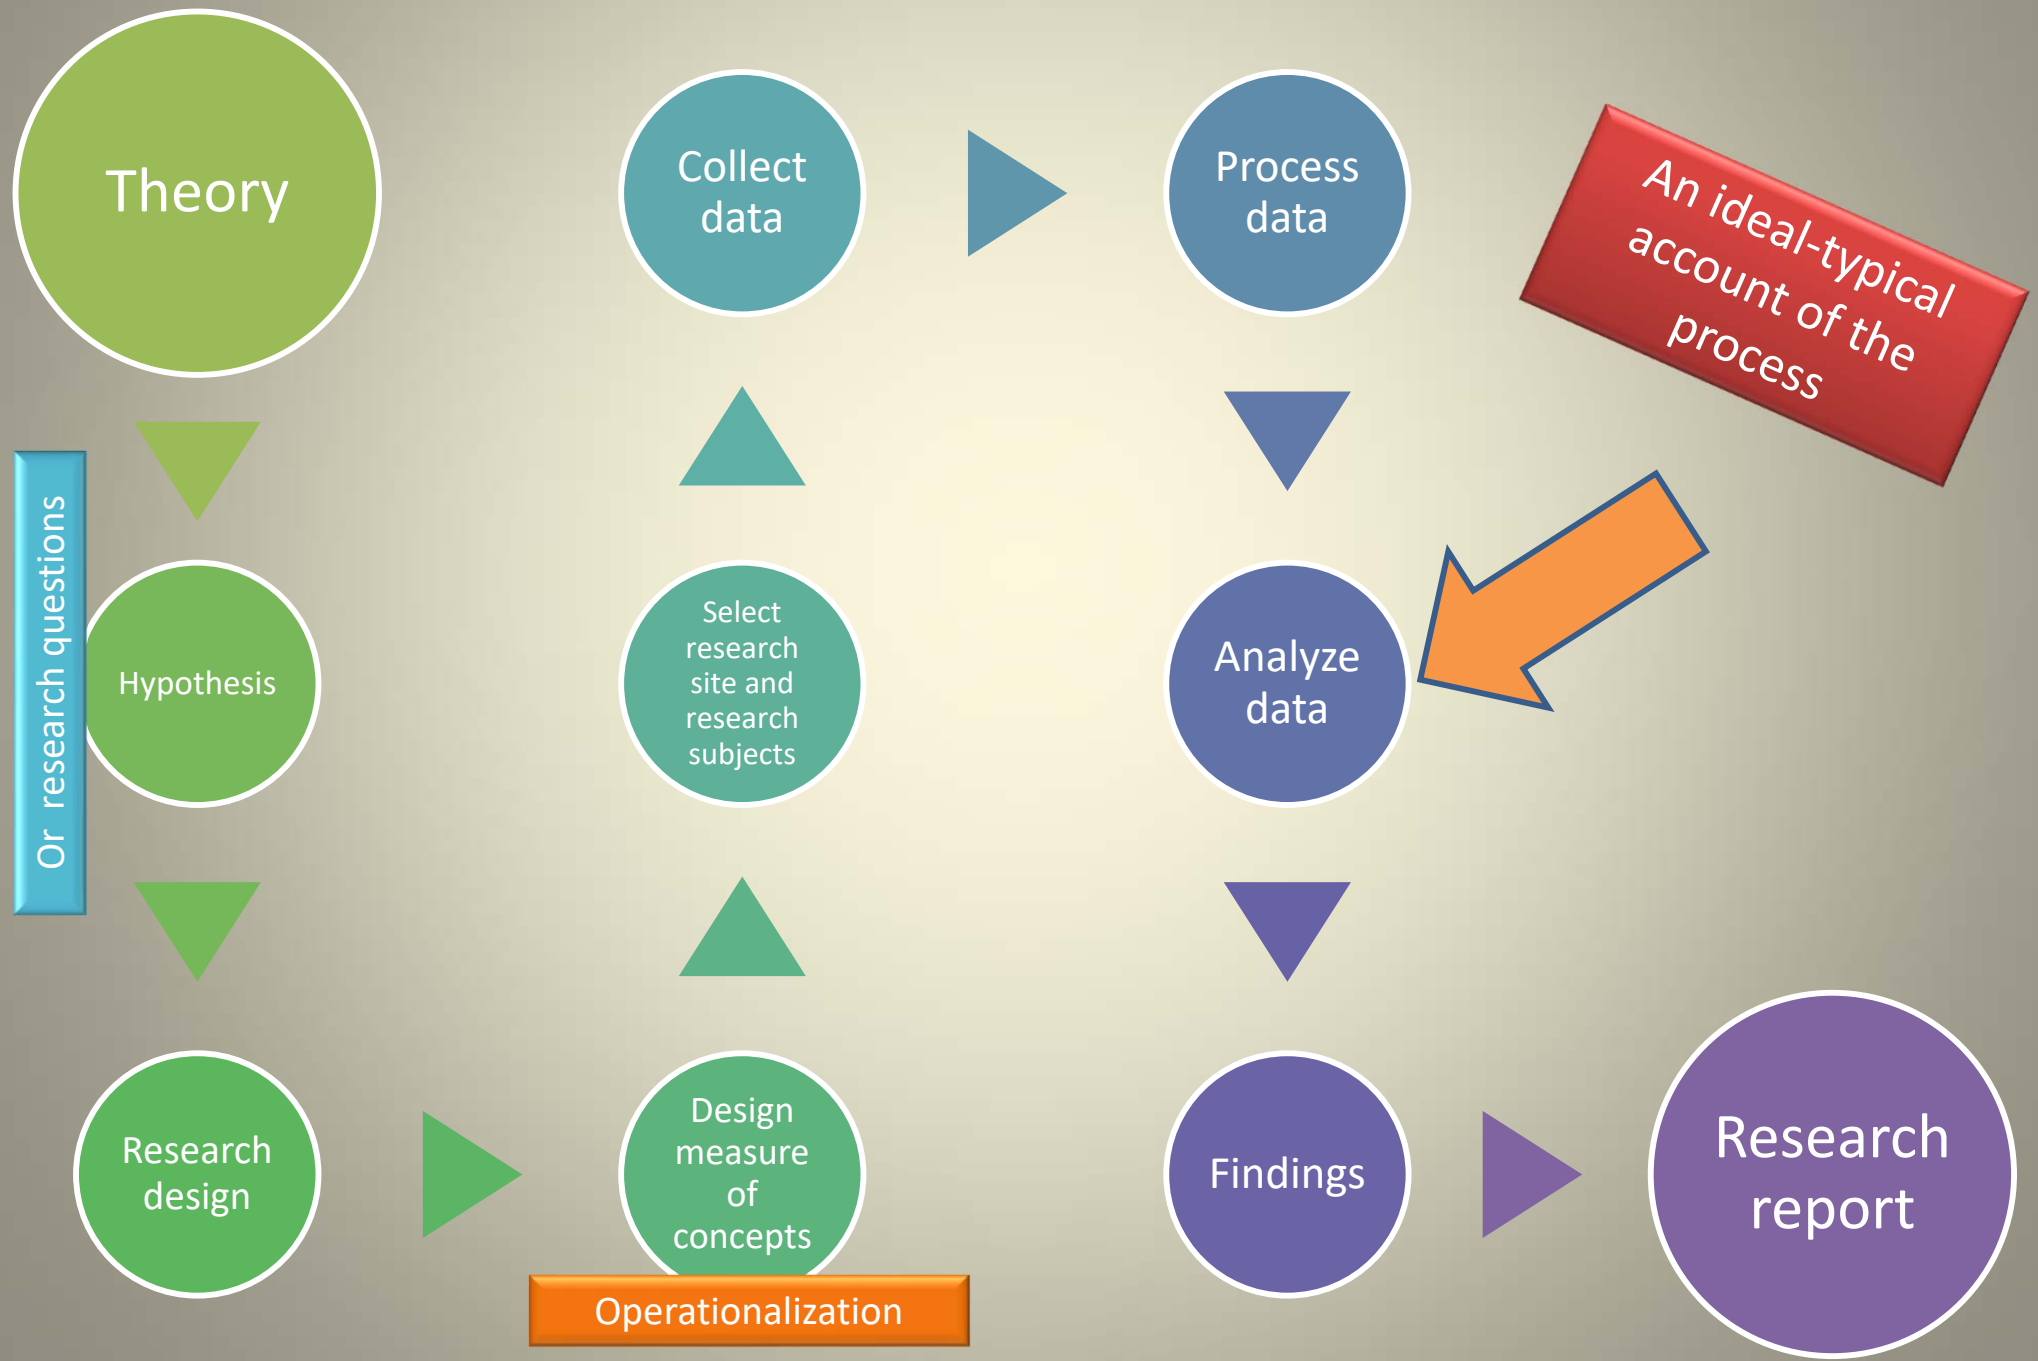 Theory
Or  research questions
Hypothesis
Research
design
Design
measure
of
concepts
Operationalization
Select
research
site and
research
subjects
Collect
data
Process
data
Analyze
data
Findings
Research
report
An ideal-typical
account of the
process